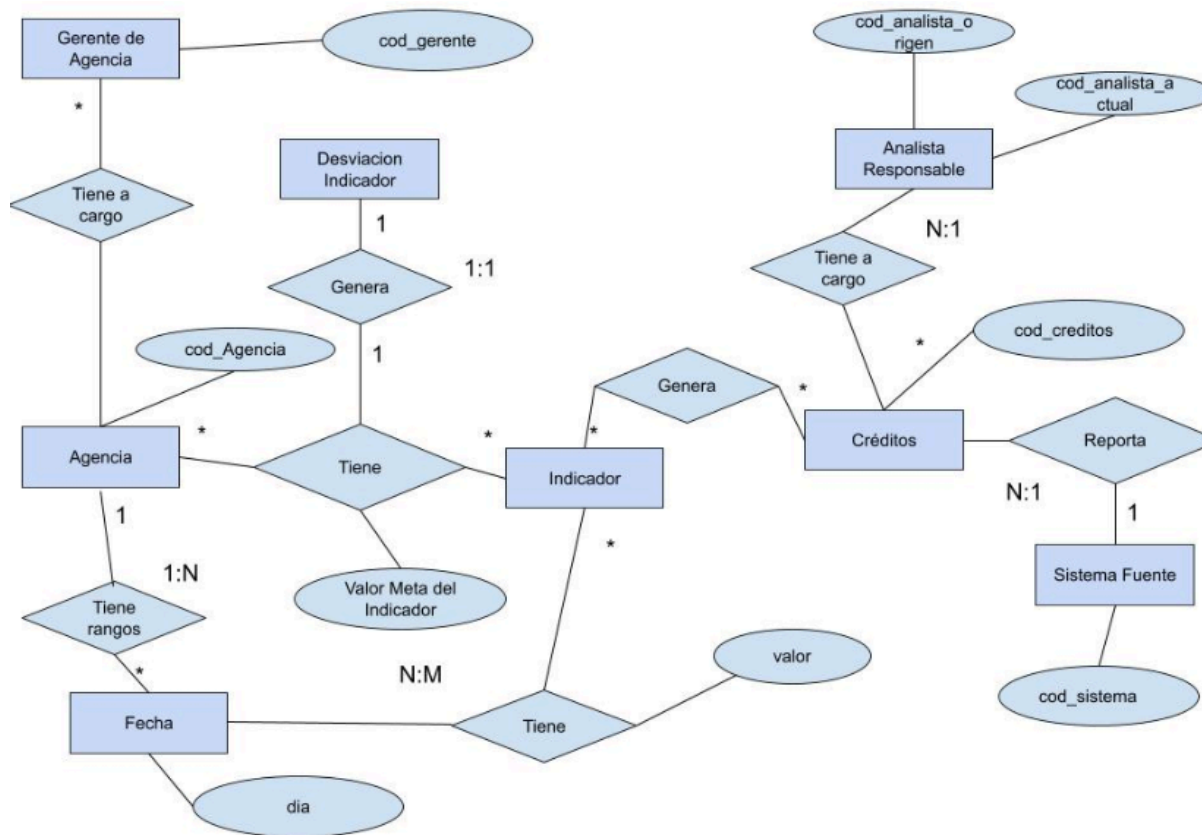 Gerente de
Agencia
cod_gerente
cod_analista_o
rigen
cod_analista_a
ctual
*
Desviacion
Indicador
Analista
Responsable
Tiene a
cargo
1
N:1
Tiene a
cargo
1:1
Genera
cod_creditos
cod_Agencia
1
*
Genera
*
*
*
*
Agencia
Tiene
Indicador
Créditos
Reporta
N:1
1
1
*
1:N
Valor Meta del
Indicador
Sistema Fuente
Tiene
rangos
*
N:M
valor
cod_sistema
Fecha
Tiene
dia